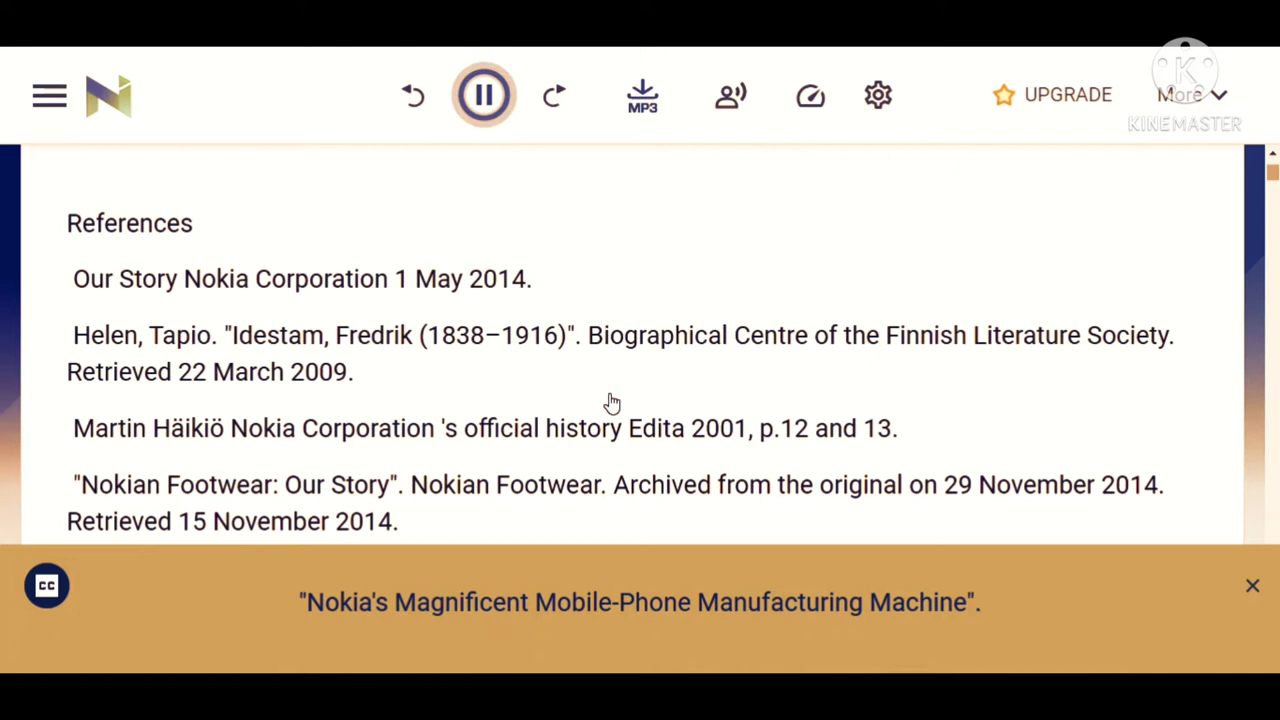 MP3
UPGRADE
More
K
KINEMASTER
References
Our Story Nokia Corporation 1 May 2014.
Helen, Tapio. "Idestam, Fredrik (1838–1916)". Biographical Centre of the Finnish Literature Society.
Retrieved 22 March 2009.
Martin Häikiö Nokia Corporation 's official history Edita 2001, p.12 and 13.
"Nokian Footwear: Our Story". Nokian Footwear. Archived from the original on 29 November 2014.
Retrieved 15 November 2014.
CC
"Nokia's Magnificent Mobile-Phone Manufacturing Machine".